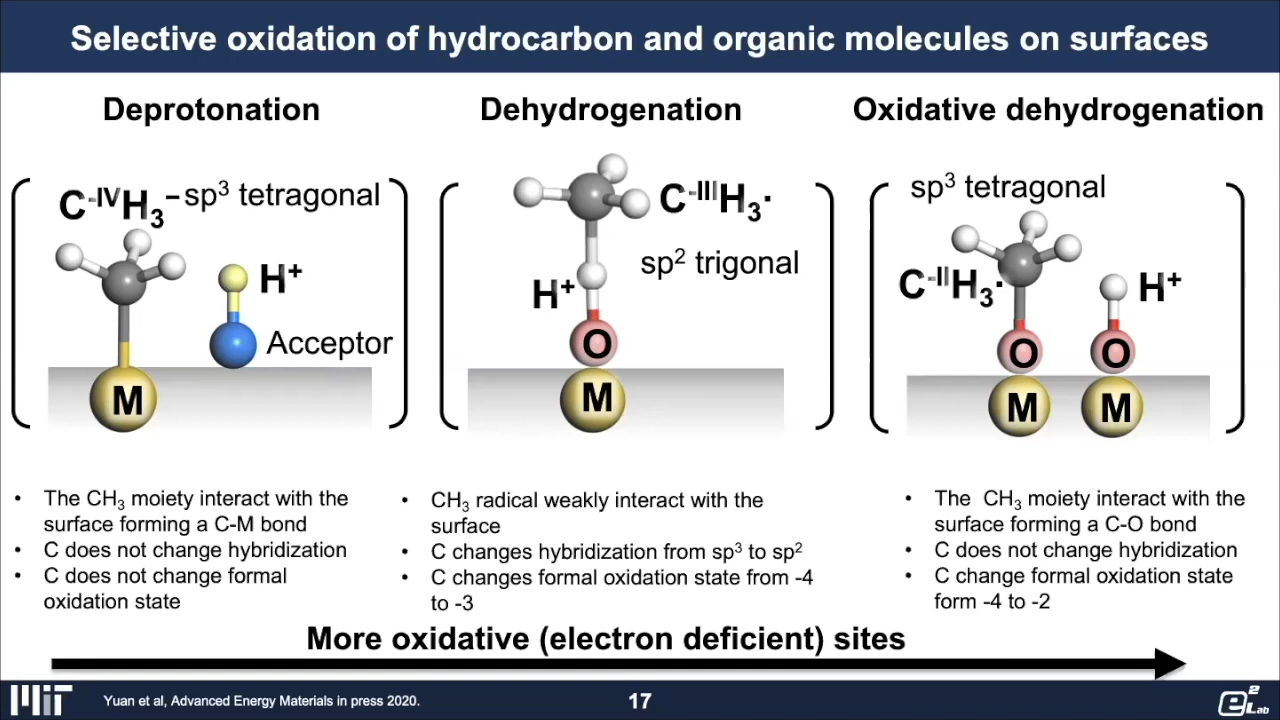 Selective oxidation of hydrocarbon and organic molecules on surfaces
Deprotonation
C⁻ᴵⱽH₃⁻ sp³ tetragonal
H⁺
Acceptor
M
• The CH₃ moiety interact with the
surface forming a C-M bond
• C does not change hybridization
• C does not change formal
oxidation state
Dehydrogenation
C⁻ᴵᴵᴵH₃·
sp² trigonal
H⁺
O
M
• CH₃ radical weakly interact with the
surface
• C changes hybridization from sp³ to sp²
• C changes formal oxidation state from -4
to -3
Oxidative dehydrogenation
sp³ tetragonal
C⁻ᴵᴵH₃·
H⁺
O O
M M
• The CH₃ moiety interact with the
surface forming a C-O bond
• C does not change hybridization
• C change formal oxidation state
form -4 to -2
More oxidative (electron deficient) sites
MIT
Yuan et al, Advanced Energy Materials in press 2020.
17
e² Lab